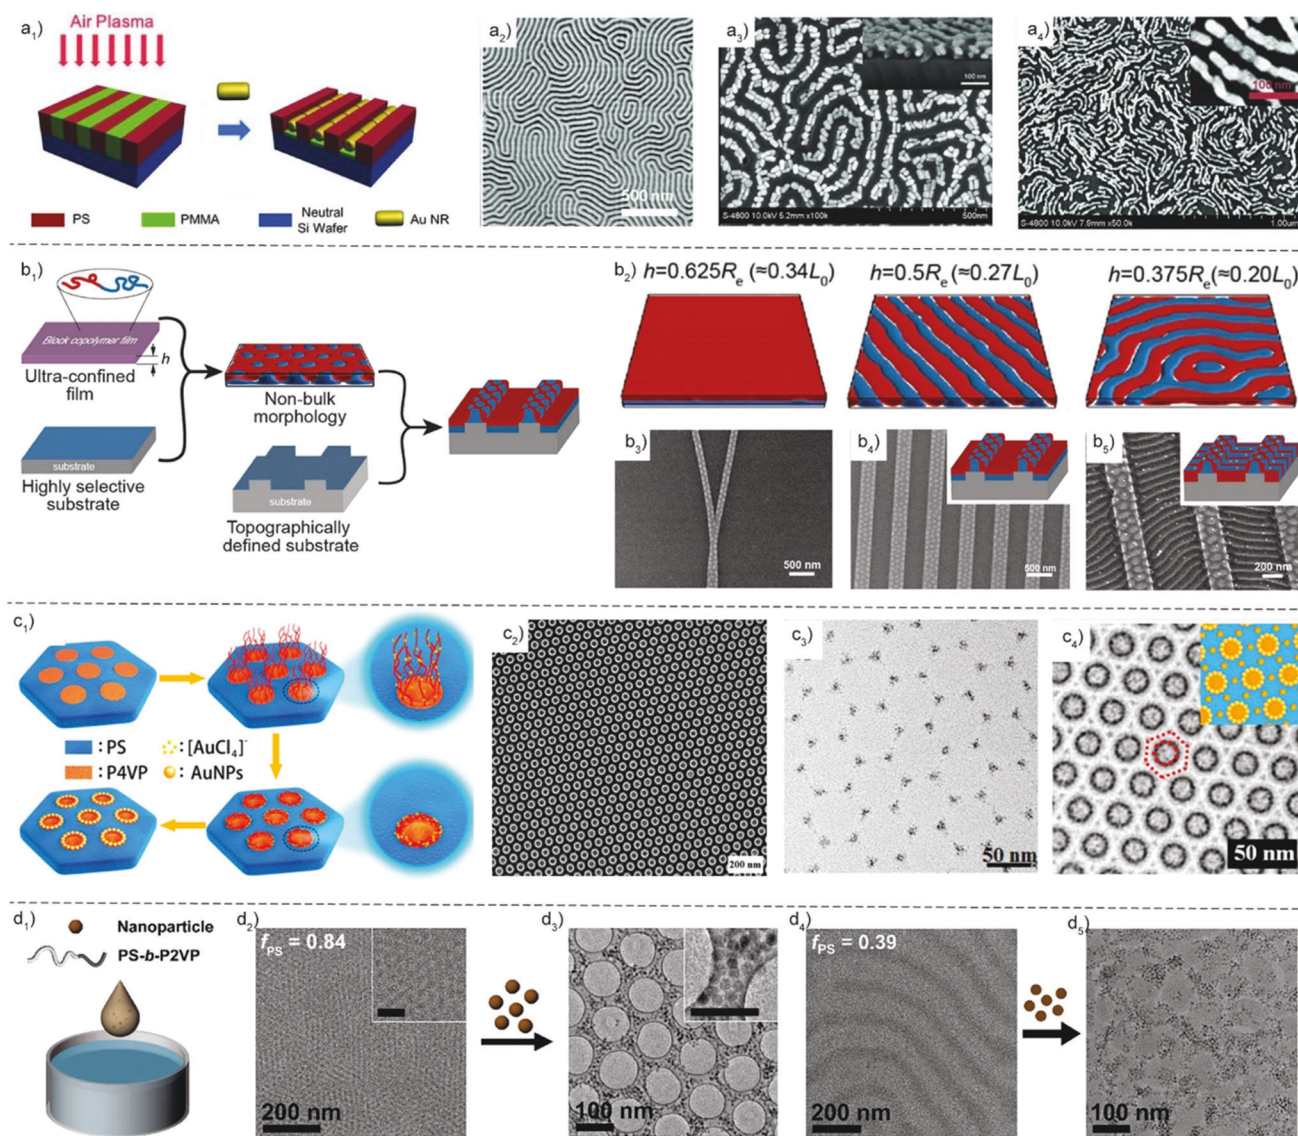 a₁)
Air Plasma
PS
PMMA
Neutral
Si Wafer
Au NR
a₂)
500 nm
a₃)
100 nm
S-4800 10.0kV 5.2mm x100k
500nm
a₄)
100 nm
S-4800 10.0kV 7.9mm x50.0k
1.00um
b₁)
Block copolymer film
h
Ultra-confined
film
substrate
Highly selective
substrate
Non-bulk
morphology
substrate
Topographically
defined substrate
b₂)
h=0.625Rₑ (≈0.34L₀)
h=0.5Rₑ(≈0.27L₀)
h=0.375Rₑ(≈0.20L₀)
b₃)
500 nm
b₄)
500 nm
b₅)
200 nm
c₁)
: PS
: [AuCl₄]⁻
: P4VP
: AuNPs
c₂)
200 nm
c₃)
50 nm
c₄)
50 nm
d₁)
Nanoparticle
PS-b-P2VP
d₂)
fPS = 0.84
200 nm
d₃)
100 nm
d₄)
fPS = 0.39
200 nm
d₅)
100 nm